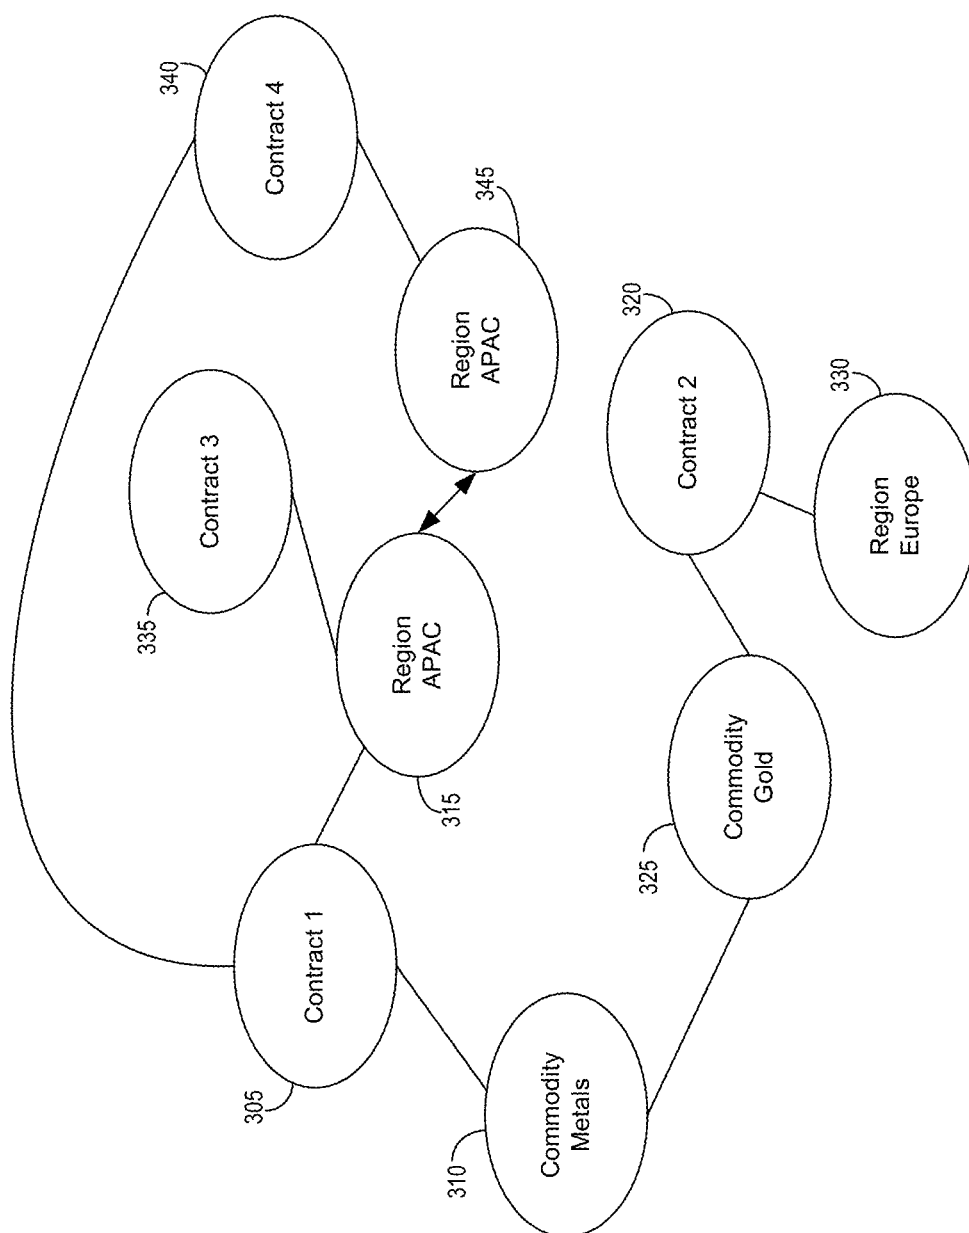 305
Contract 1
340
Contract 4
335
Contract 3
310
Commodity
Metals
315
Region
APAC
345
Region
APAC
325
Commodity
Gold
320
Contract 2
330
Region
Europe